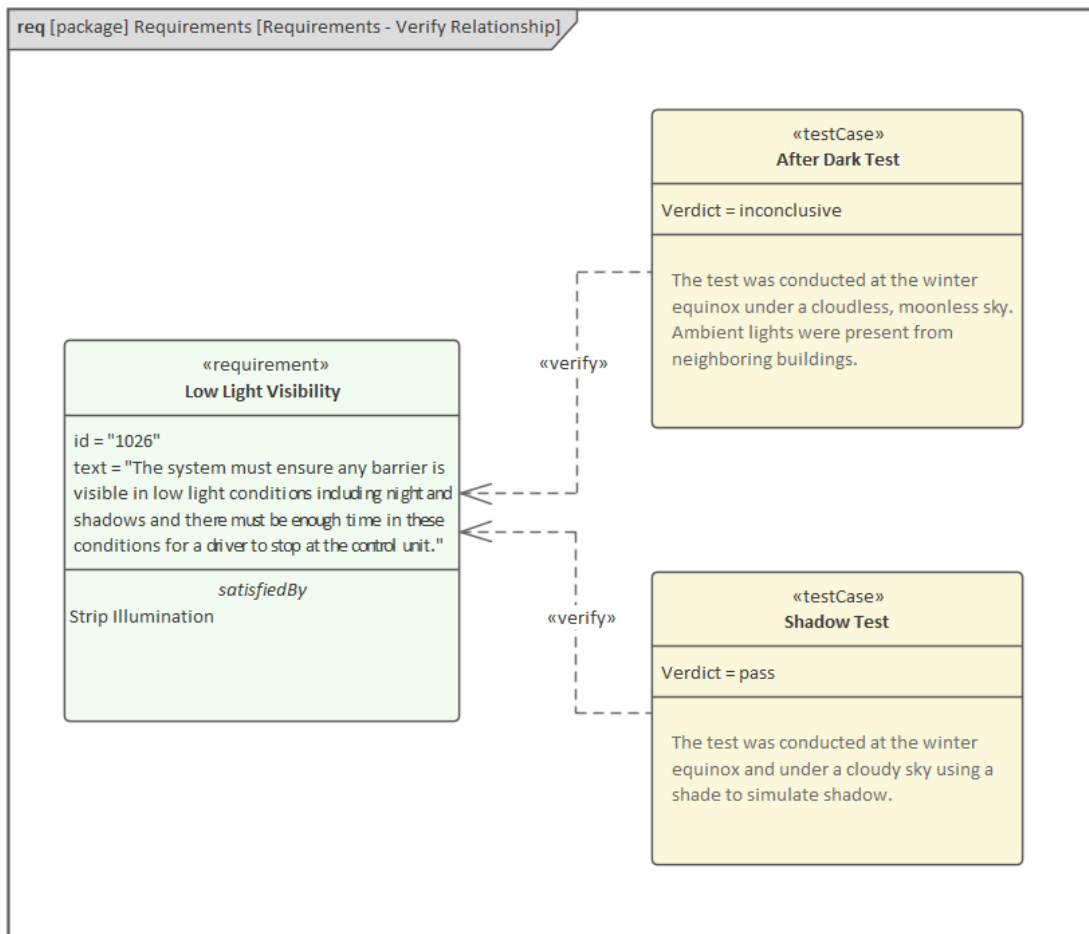 req [package] Requirements [Requirements - Verify Relationship]
«testCase»
After Dark Test
Verdict = inconclusive
The test was conducted at the winter
equinox under a cloudless, moonless sky.
Ambient lights were present from
neighboring buildings.
«verify»
«requirement»
Low Light Visibility
id = "1026"
text = "The system must ensure any barrier is
visible in low light conditions including night and
shadows and there must be enough time in these
conditions for a driver to stop at the control unit."
satisfiedBy
Strip Illumination
«verify»
«testCase»
Shadow Test
Verdict = pass
The test was conducted at the winter
equinox and under a cloudy sky using a
shade to simulate shadow.